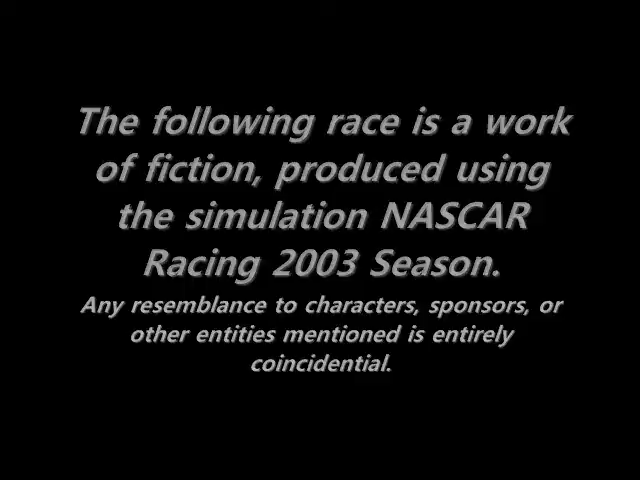 The following race is a work
of fiction, produced using
the simulation NASCAR
Racing 2003 Season.
Any resemblance to characters, sponsors, or
other entities mentioned is entirely
coincidential.